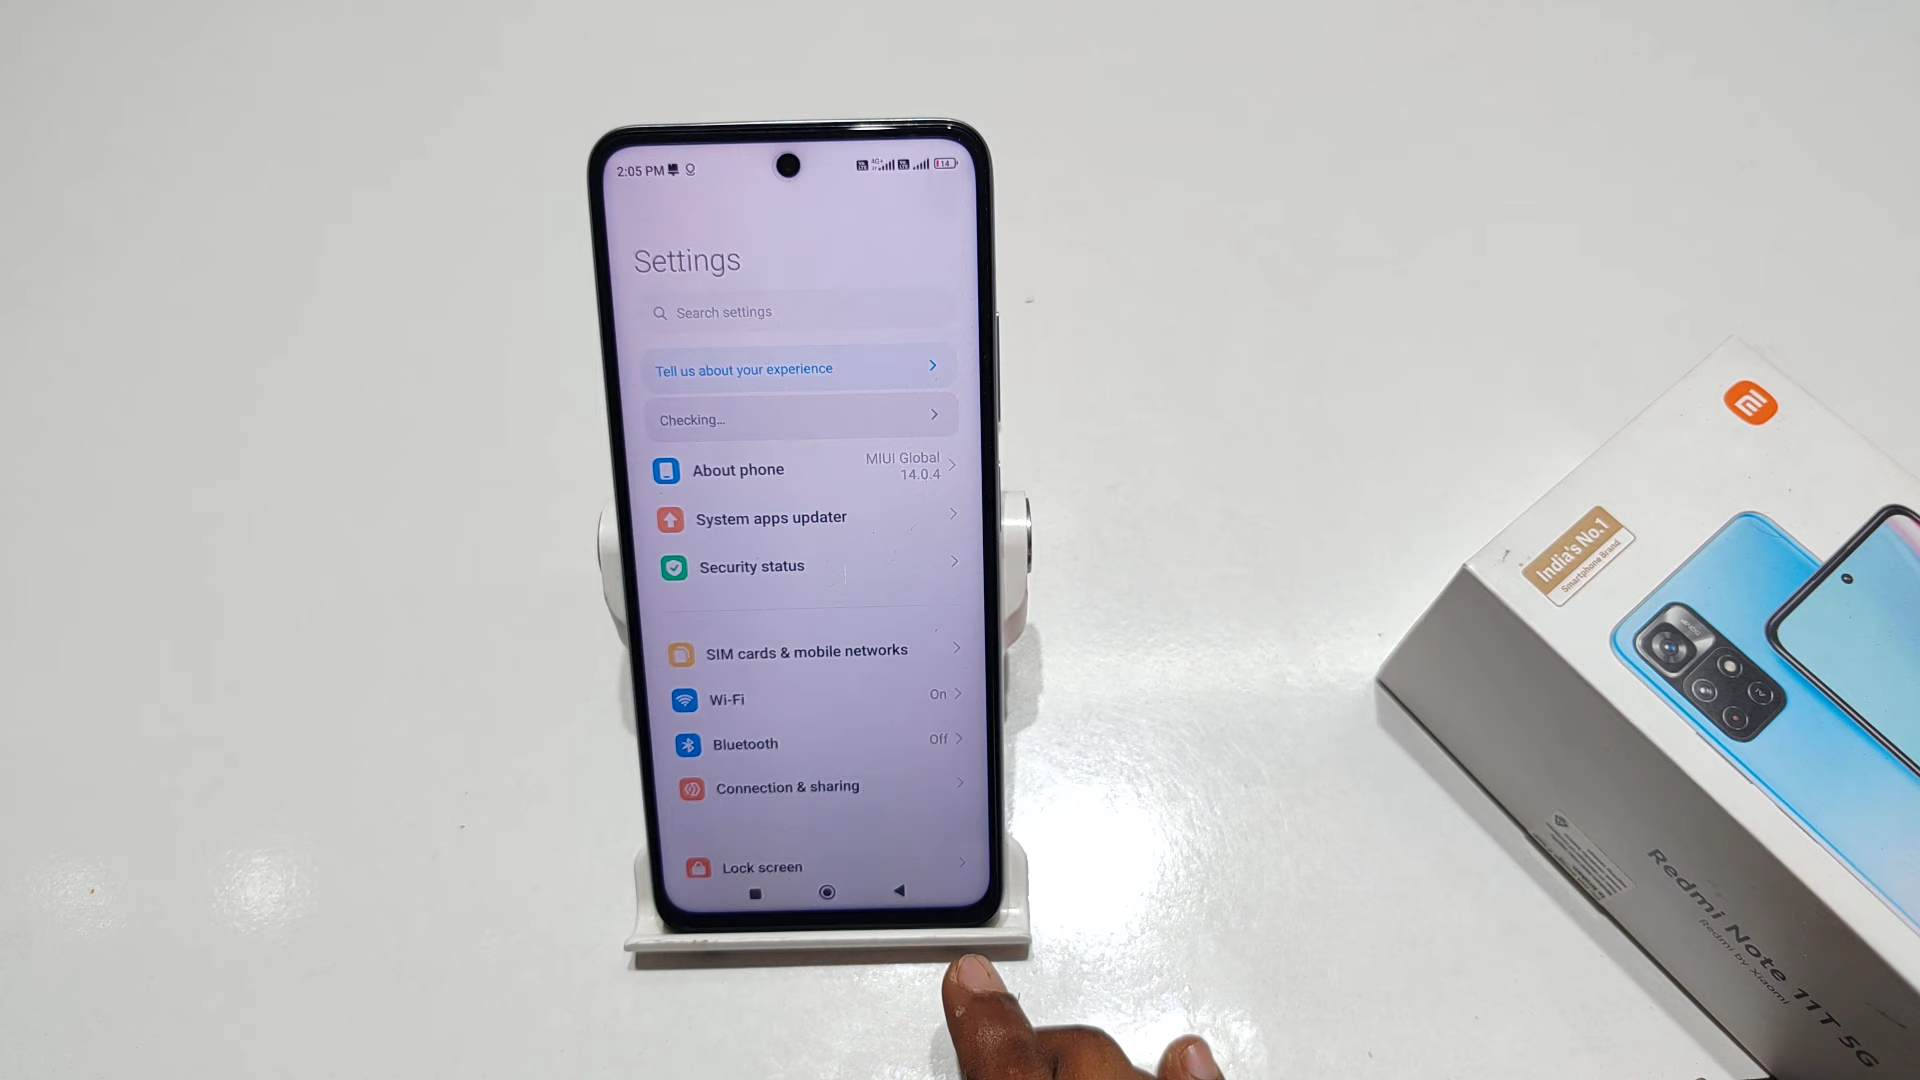 2:05 PM
4G+
14
Settings
Search settings
Tell us about your experience
Checking...
About phone
MIUI Global
14.0.4
System apps updater
Security status
SIM cards & mobile networks
Wi-Fi
On
Bluetooth
Off
Connection & sharing
Lock screen
India's No.1
Smartphone Brand
Redmi Note 11T 5G
Redmi by Xiaomi